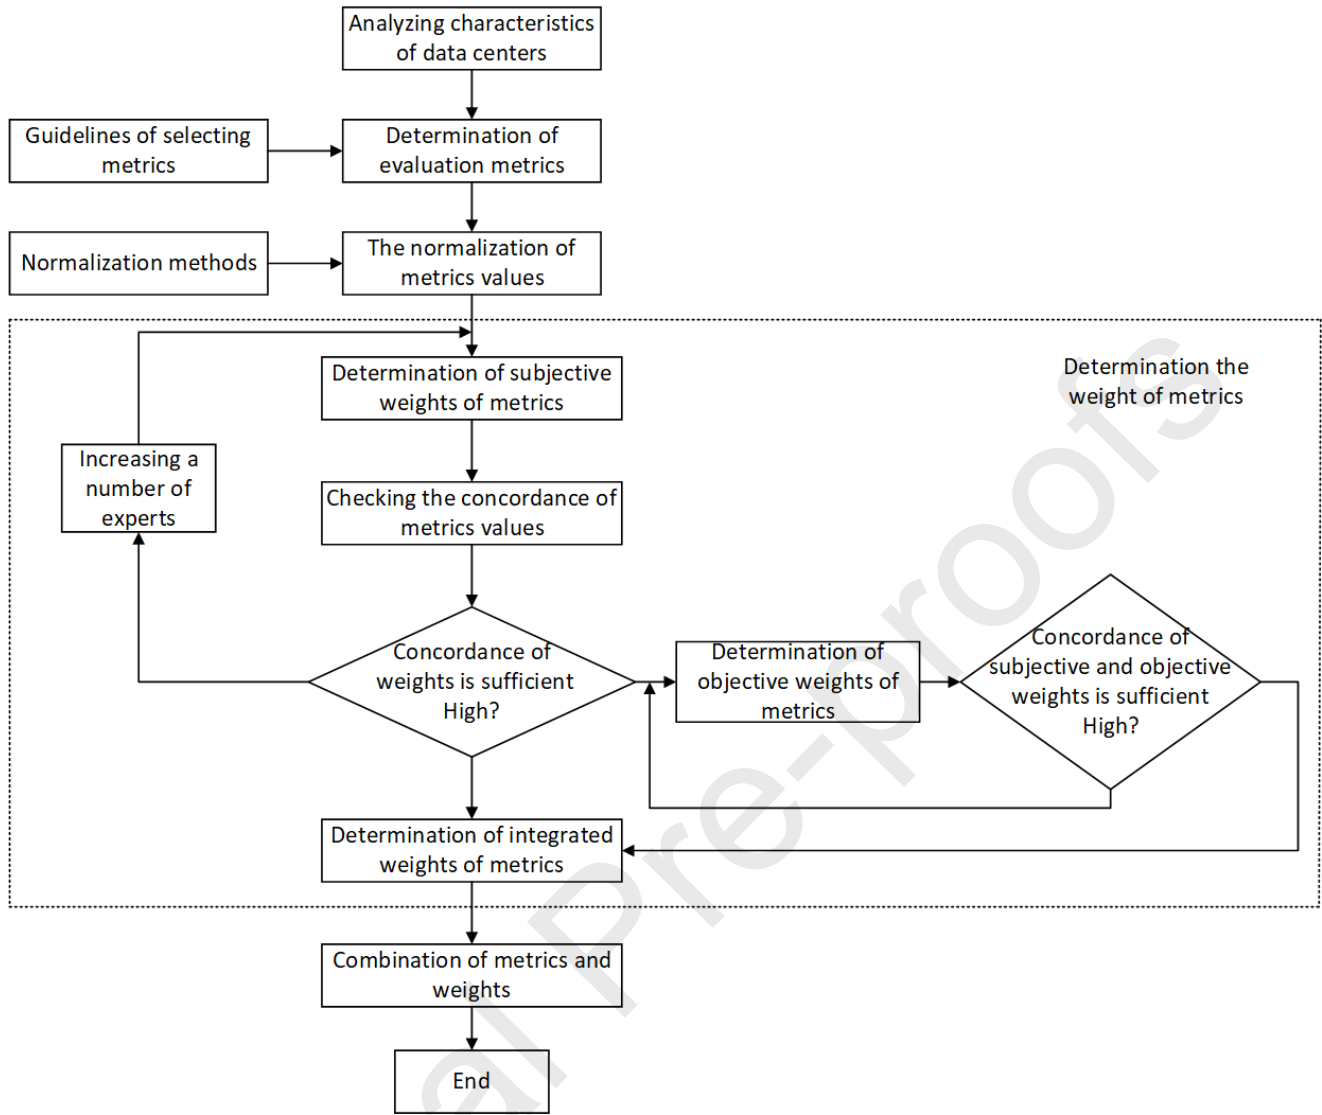 Analyzing characteristics
of data centers
Guidelines of selecting
metrics
Determination of
evaluation metrics
Normalization methods
The normalization of
metrics values
Determination of subjective
weights of metrics
Determination the
weight of metrics
Increasing a
number of
experts
Checking the concordance of
metrics values
Concordance of
weights is sufficient
High?
Determination of
objective weights of
metrics
Concordance of
subjective and objective
weights is sufficient
High?
Determination of integrated
weights of metrics
Combination of metrics and
weights
End
al Pre-proofs